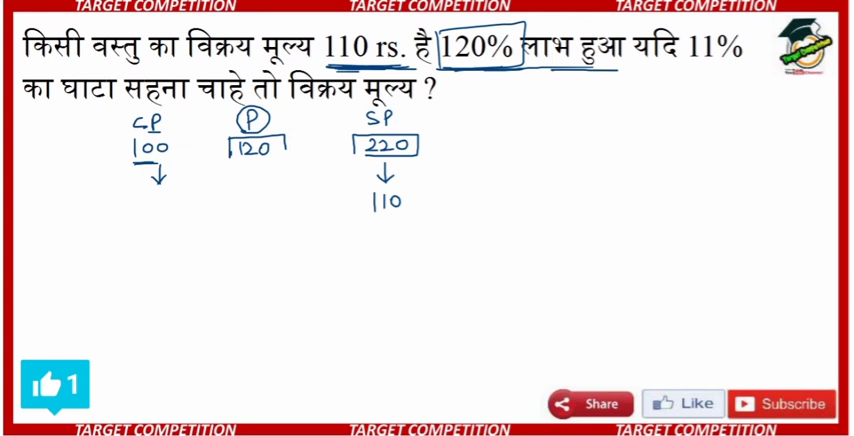 TARGET COMPETITION TARGET COMPETITION TARGET COMPETITION
किसी वस्तु का विक्रय मूल्य 110 rs. है 120% लाभ हुआ यदि 11%
का घाटा सहना चाहे तो विक्रय मूल्य ?
CP P SP
100 120 220
110
1
Share Like Subscribe
TARGET COMPETITION TARGET COMPETITION TARGET COMPETITION